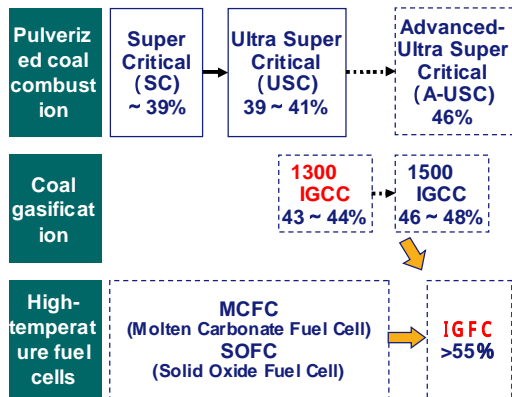 Pulveriz
ed coal
combust
ion
Super
Critical
(SC)
~ 39%
Ultra Super
Critical
(USC)
39 ~ 41%
Advanced-
Ultra Super
Critical
(A-USC)
46%
Coal
gasificat
ion
1300
IGCC
43 ~ 44%
1500
IGCC
46 ~ 48%
High-
temperat
ure fuel
cells
MCFC
(Molten Carbonate Fuel Cell)
SOFC
(Solid Oxide Fuel Cell)
IGFC
>55%